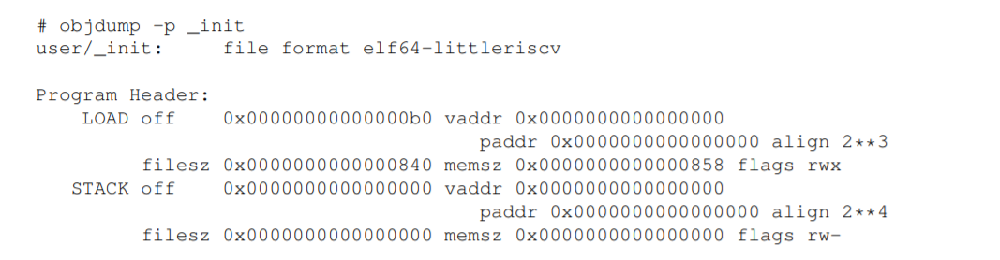 # objdump -p _init
user/_init:     file format elf64-littleriscv
Program Header:
    LOAD off    0x00000000000000b0 vaddr 0x0000000000000000
                                      paddr 0x0000000000000000 align 2**3
         filesz 0x0000000000000840 memsz 0x0000000000000858 flags rwx
   STACK off    0x0000000000000000 vaddr 0x0000000000000000
                                      paddr 0x0000000000000000 align 2**4
         filesz 0x0000000000000000 memsz 0x0000000000000000 flags rw-